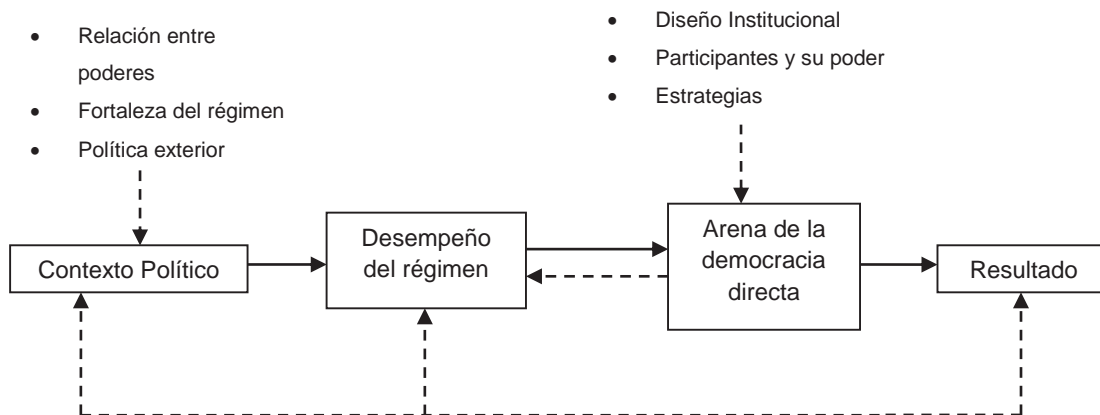 • Relación entre
poderes
• Fortaleza del régimen
• Política exterior
• Diseño Institucional
• Participantes y su poder
• Estrategias
Contexto Político
Desempeño
del régimen
Arena de la
democracia
directa
Resultado